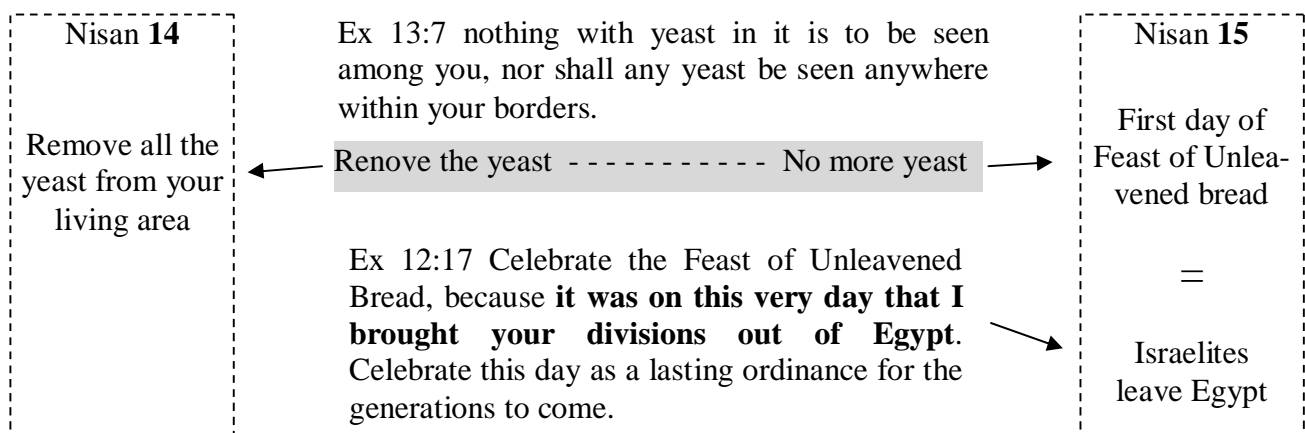 Nisan 14
Remove all the
yeast from your
living area
Ex 13:7 nothing with yeast in it is to be seen
among you, nor shall any yeast be seen anywhere
within your borders.
Renove the yeast - - - - - - - - - - - No more yeast
Ex 12:17 Celebrate the Feast of Unleavened
Bread, because it was on this very day that I
brought your divisions out of Egypt.
Celebrate this day as a lasting ordinance for the
generations to come.
Nisan 15
First day of
Feast of Unlea-
vened bread
=
Israelites
leave Egypt